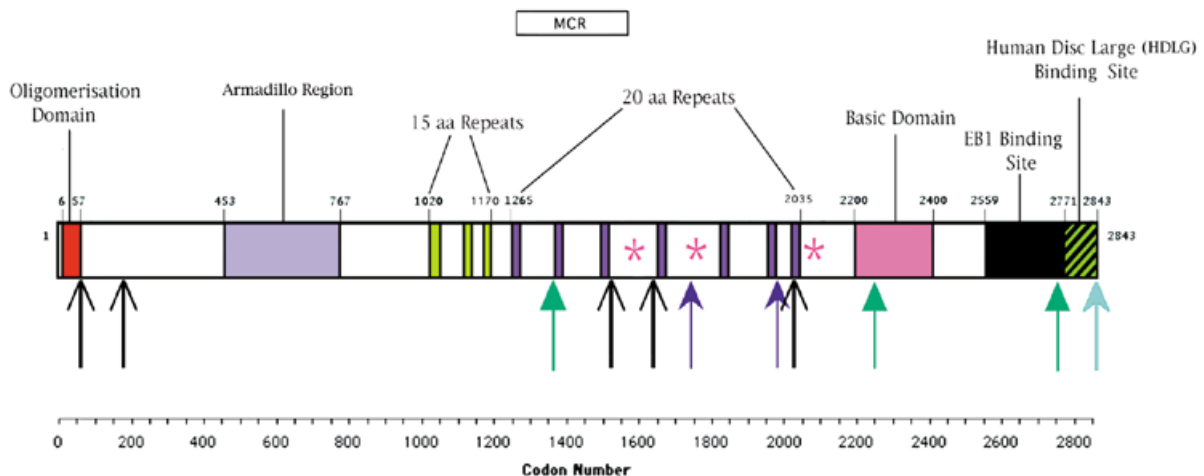 MCR
Human Disc Large (HDLG)
Binding Site
Oligomerisation
Domain
Armadillo Region
20 aa Repeats
15 aa Repeats
Basic Domain
EB1 Binding
Site
6 57 453 767 1020 1170 1265 2035 2200 2400 2559 2771 2843
1 2843
* * *
0 200 400 600 800 1000 1200 1400 1600 1800 2000 2200 2400 2600 2800
Codon Number